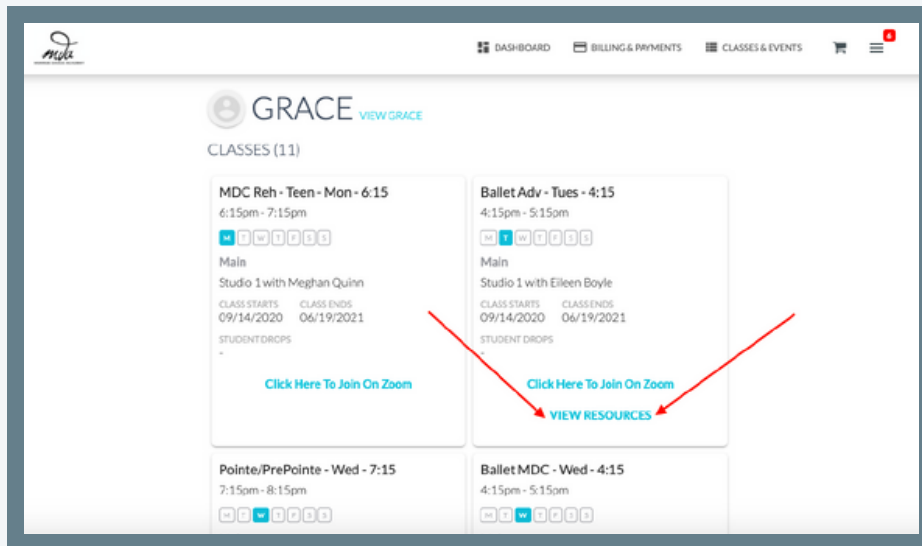 mda
DASHBOARD BILLING & PAYMENTS CLASSES & EVENTS 6
GRACE VIEW GRACE
CLASSES (11)
MDC Reh - Teen - Mon - 6:15
6:15pm - 7:15pm
M T W T F S S
Main
Studio 1 with Meghan Quinn
CLASS STARTS CLASS ENDS
09/14/2020 06/19/2021
STUDENT DROPS
-
Click Here To Join On Zoom
Ballet Adv - Tues - 4:15
4:15pm - 5:15pm
M T W T F S S
Main
Studio 1 with Eileen Boyle
CLASS STARTS CLASS ENDS
09/14/2020 06/19/2021
STUDENT DROPS
-
Click Here To Join On Zoom
VIEW RESOURCES
Pointe/PrePointe - Wed - 7:15
7:15pm - 8:15pm
M T W T F S S
Ballet MDC - Wed - 4:15
4:15pm - 5:15pm
M T W T F S S